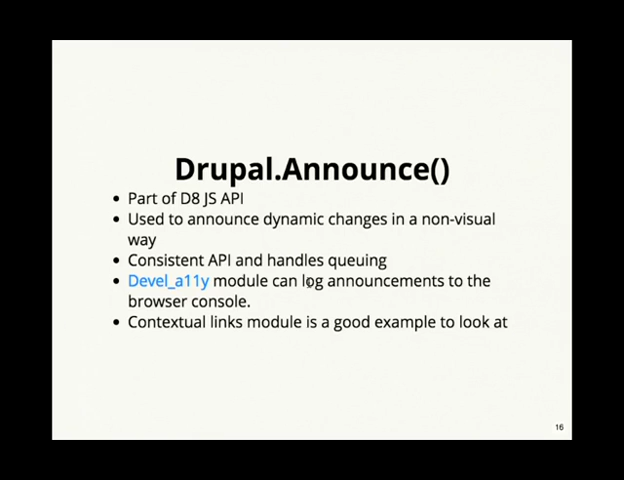 Drupal.Announce()
• Part of D8 JS API
• Used to announce dynamic changes in a non-visual
way
• Consistent API and handles queuing
• Devel_a11y module can log announcements to the
browser console.
• Contextual links module is a good example to look at
16